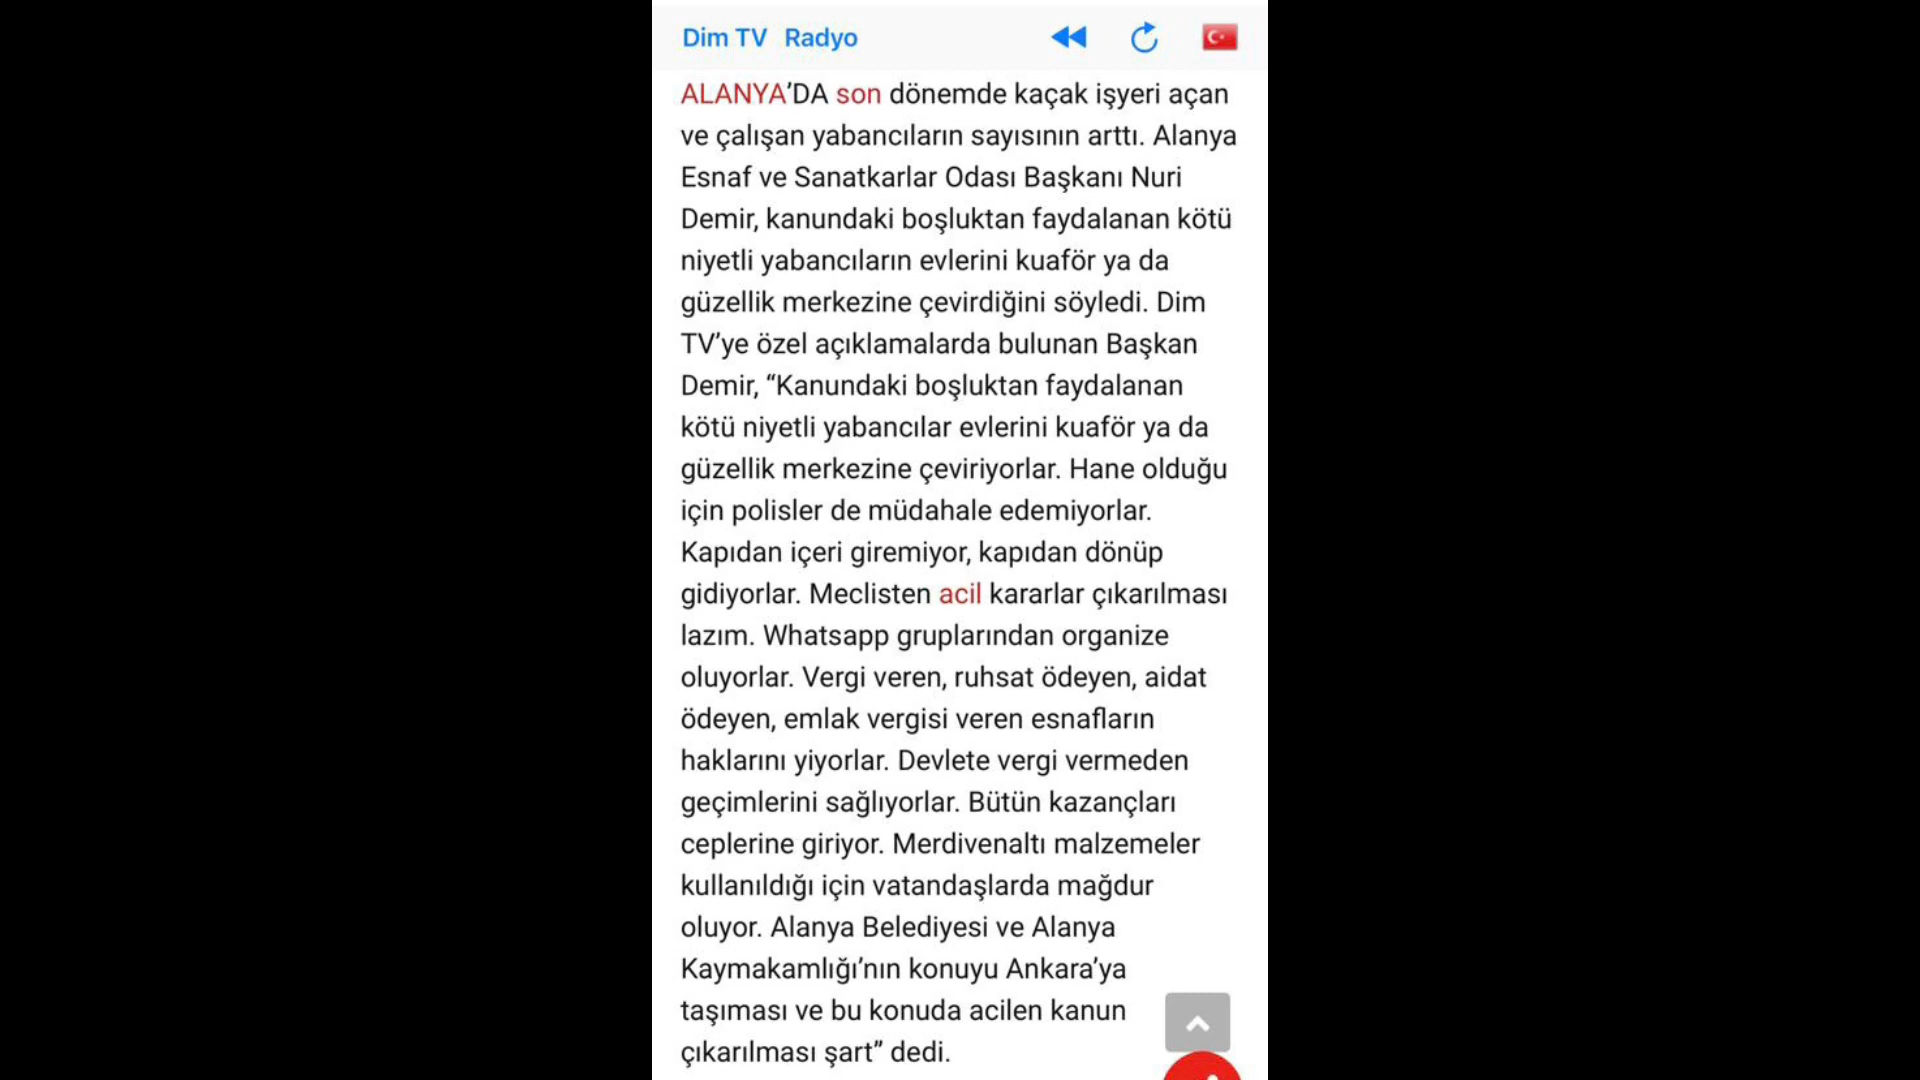 Dim TV Radyo
ALANYA’DA son dönemde kaçak işyeri açan
ve çalışan yabancıların sayısının arttı. Alanya
Esnaf ve Sanatkarlar Odası Başkanı Nuri
Demir, kanundaki boşluktan faydalanan kötü
niyetli yabancıların evlerini kuaför ya da
güzellik merkezine çevirdiğini söyledi. Dim
TV’ye özel açıklamalarda bulunan Başkan
Demir, “Kanundaki boşluktan faydalanan
kötü niyetli yabancılar evlerini kuaför ya da
güzellik merkezine çeviriyorlar. Hane olduğu
için polisler de müdahale edemiyorlar.
Kapıdan içeri giremiyor, kapıdan dönüp
gidiyorlar. Meclisten acil kararlar çıkarılması
lazım. Whatsapp gruplarından organize
oluyorlar. Vergi veren, ruhsat ödeyen, aidat
ödeyen, emlak vergisi veren esnafların
haklarını yiyorlar. Devlete vergi vermeden
geçimlerini sağlıyorlar. Bütün kazançları
ceplerine giriyor. Merdivenaltı malzemeler
kullanıldığı için vatandaşlarda mağdur
oluyor. Alanya Belediyesi ve Alanya
Kaymakamlığı’nın konuyu Ankara’ya
taşıması ve bu konuda acilen kanun
çıkarılması şart” dedi.